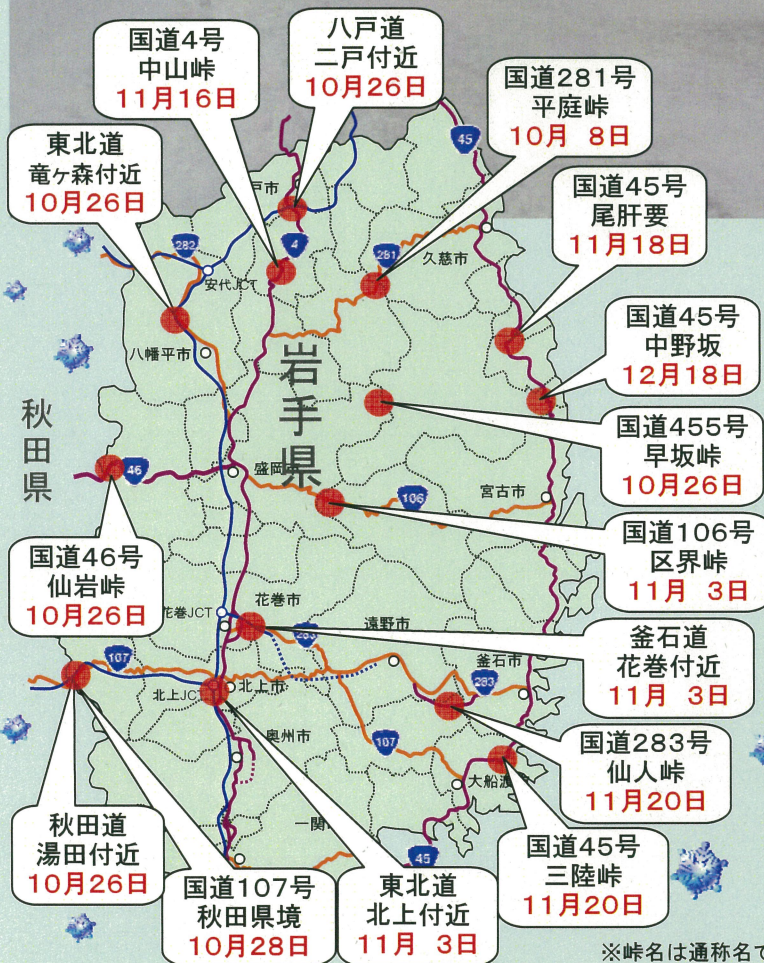 国道4号
中山峠
11月16日
八戸道
二戸付近
10月26日
国道281号
平庭峠
10月 8日
東北道
竜ヶ森付近
10月26日
国道45号
尾肝要
11月18日
国道45号
中野坂
12月18日
国道455号
早坂峠
10月26日
国道106号
区界峠
11月 3日
釜石道
花巻付近
11月 3日
国道283号
仙人峠
11月20日
国道45号
三陸峠
11月20日
東北道
北上付近
11月 3日
国道107号
秋田県境
10月28日
秋田道
湯田付近
10月26日
国道46号
仙岩峠
10月26日
45
戸市
282
4
281
久慈市
安代JCT
八幡平市
岩手県
秋田県
46
盛岡
106
宮古市
花巻JCT
花巻市
283
遠野市
107
釜石市
283
北上JC
北上市
奥州市
107
大船渡
一関
45
※峠名は通称名で